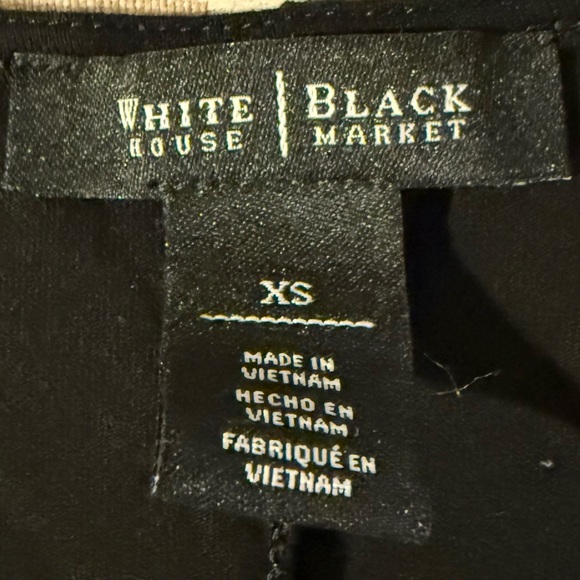 WHITE | BLACK
HOUSE | MARKET
XS
MADE IN
VIETNAM
HECHO EN
VIETNAM
FABRIQUÉ EN
VIETNAM